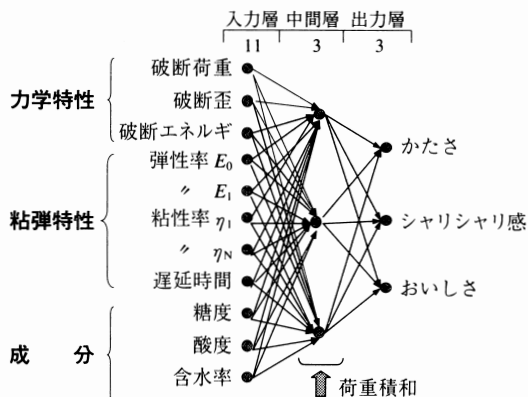 入力層 中間層 出力層
11 3 3
力学特性
破断荷重
破断歪
破断エネルギ
粘弾特性
弾性率 E₀
〃 E₁
粘性率 η₁
〃 ηN
遅延時間
成 分
糖度
酸度
含水率
かたさ
シャリシャリ感
おいしさ
荷重積和